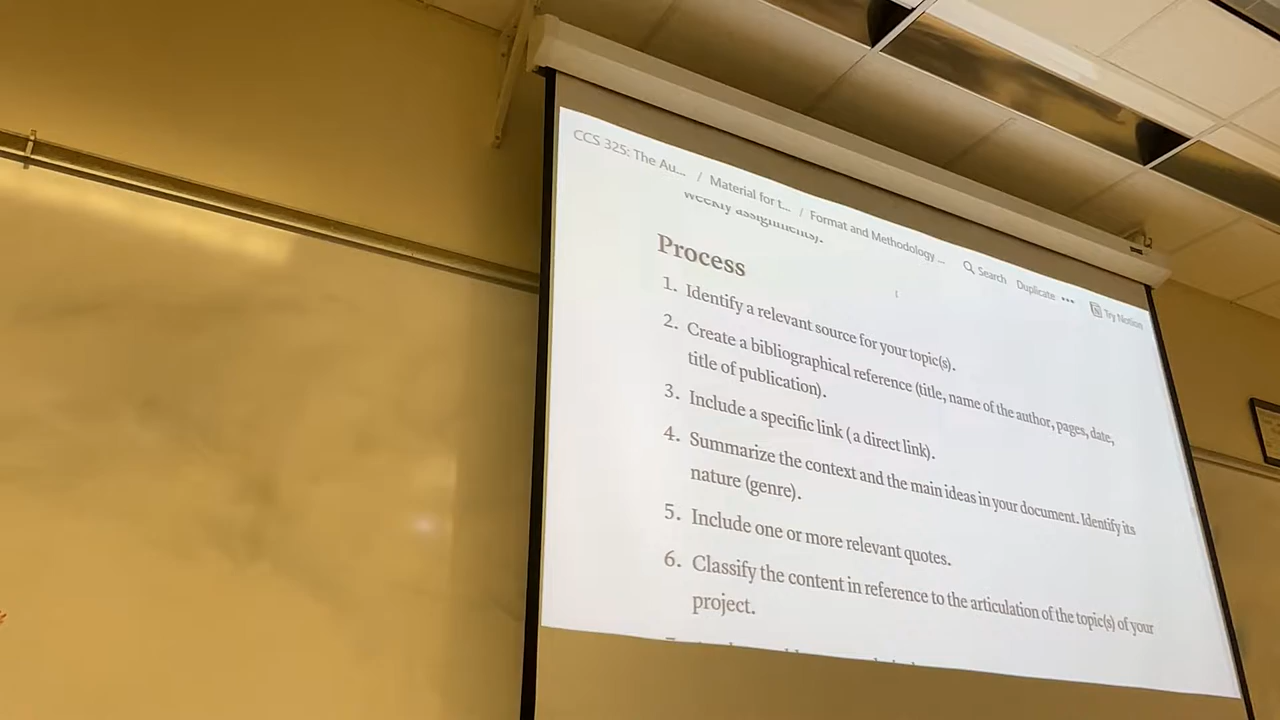 CCS 325: The Au... / Material for t... / Format and Methodology ... Search Duplicate ••• Try Notion
weekly assignments).
Process
1. Identify a relevant source for your topic(s).
2. Create a bibliographical reference (title, name of the author, pages, date,
title of publication).
3. Include a specific link (a direct link).
4. Summarize the context and the main ideas in your document. Identify its
nature (genre).
5. Include one or more relevant quotes.
6. Classify the content in reference to the articulation of the topic(s) of your
project.